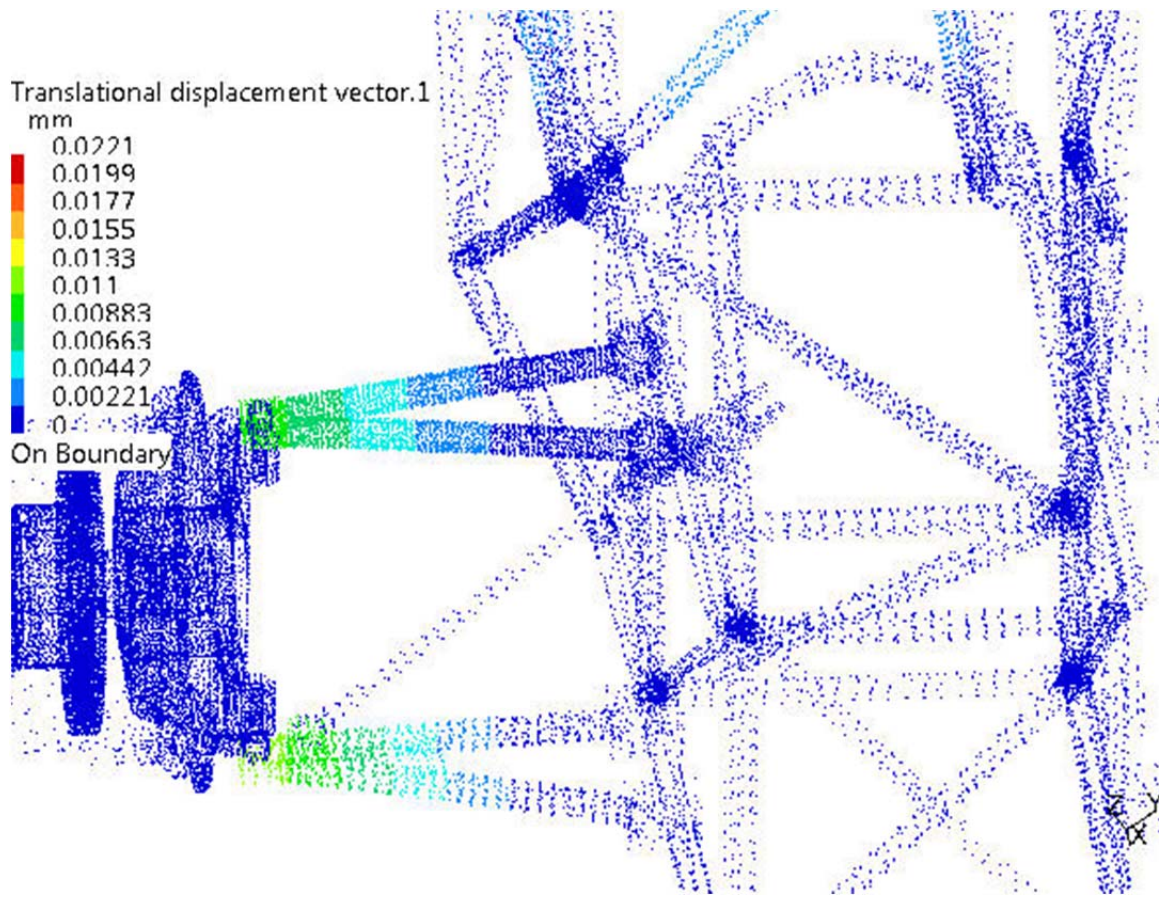 Translational displacement vector.1
mm
0.0221
0.0199
0.0177
0.0155
0.0133
0.011
0.00883
0.00663
0.00442
0.00221
0
On Boundary
Z
Y
X